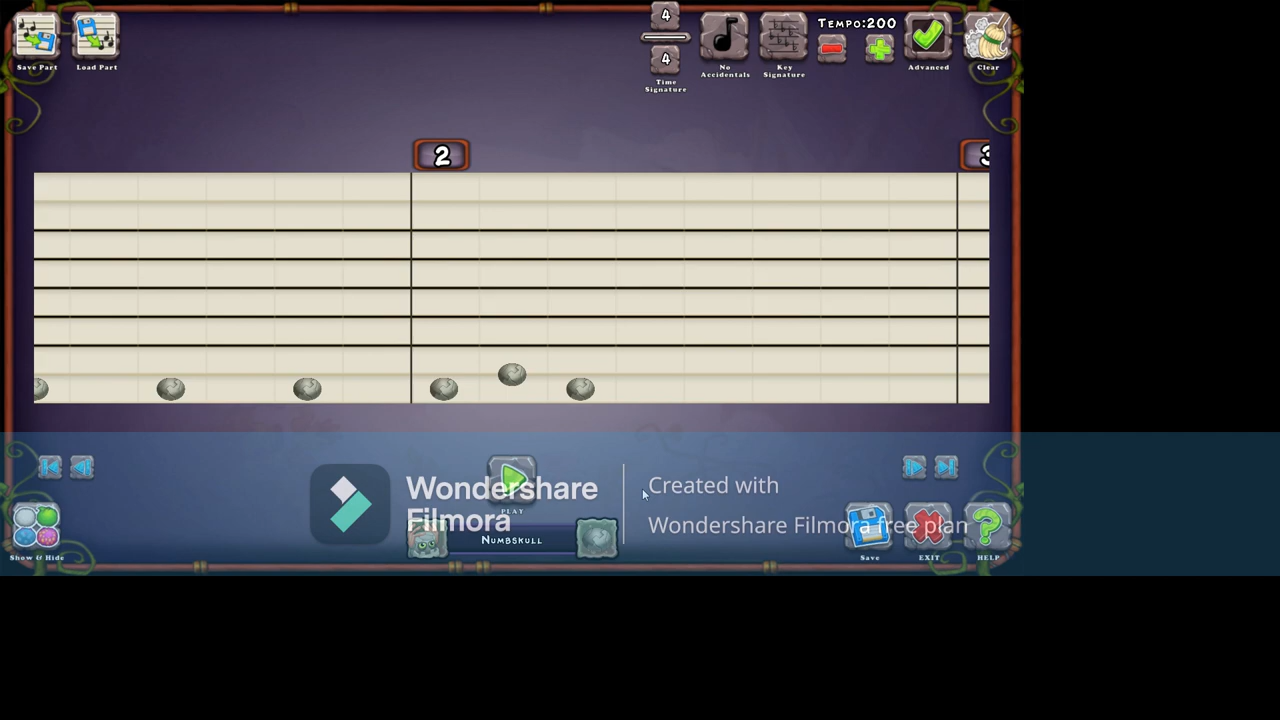 4
4
Tempo:200
Save Part
Load Part
Time
Signature
No
Accidentals
Key
Signature
Advanced
Clear
2
3
Wondershare
Filmora
Created with
Wondershare Filmora free plan
Play
Numbskull
Show & Hide
Save
EXIT
HELP